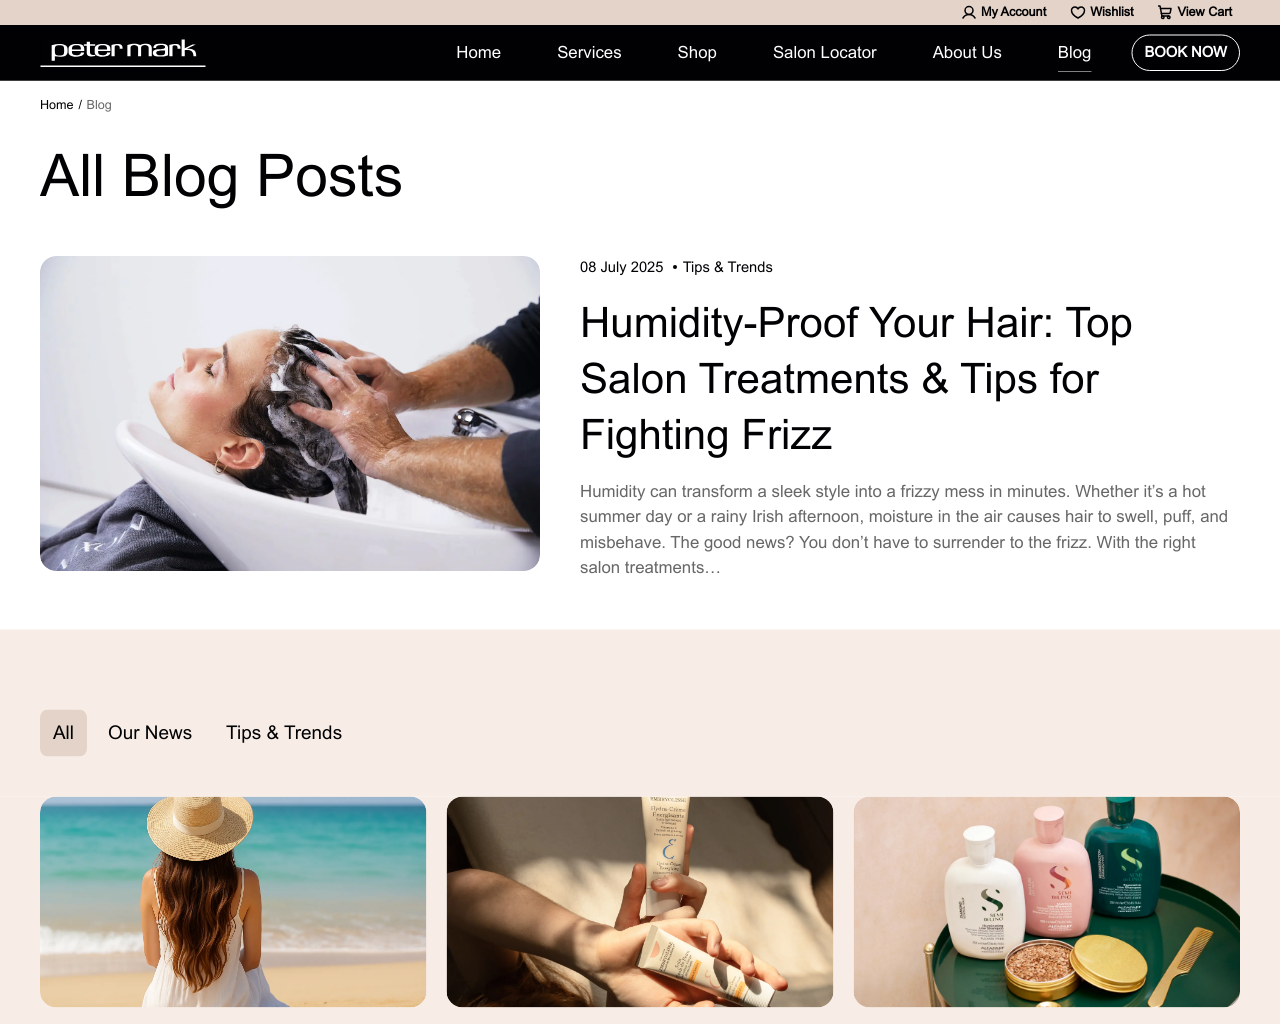 My Account Wishlist View Cart
peter mark
Home Services Shop Salon Locator About Us Blog BOOK NOW
Home / Blog
All Blog Posts
08 July 2025 • Tips & Trends
Humidity-Proof Your Hair: Top
Salon Treatments & Tips for
Fighting Frizz
Humidity can transform a sleek style into a frizzy mess in minutes. Whether it’s a hot
summer day or a rainy Irish afternoon, moisture in the air causes hair to swell, puff, and
misbehave. The good news? You don’t have to surrender to the frizz. With the right
salon treatments…
All Our News Tips & Trends